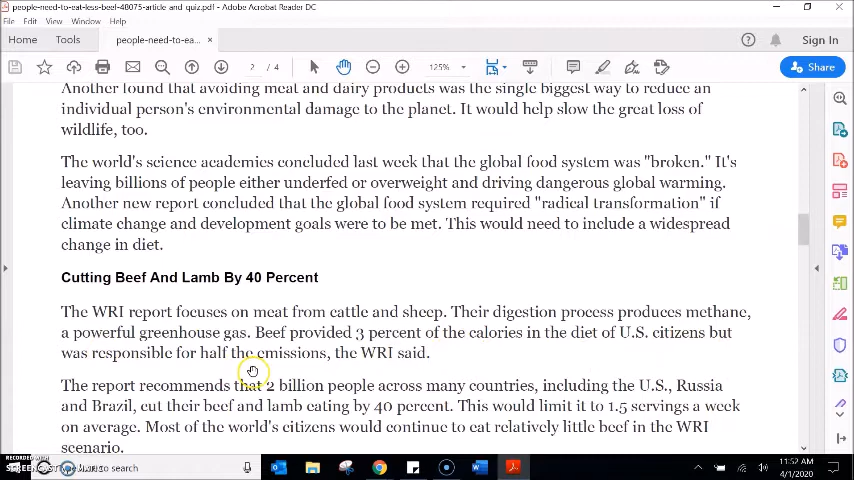 people-need-to-eat-less-beef-48075-article and quiz.pdf - Adobe Acrobat Reader DC
File Edit View Window Help
Home Tools people-need-to-ea... × Sign In
2 / 4 125% Share
Another found that avoiding meat and dairy products was the single biggest way to reduce an
individual person's environmental damage to the planet. It would help slow the great loss of
wildlife, too.
The world's science academies concluded last week that the global food system was "broken." It's
leaving billions of people either underfed or overweight and driving dangerous global warming.
Another new report concluded that the global food system required "radical transformation" if
climate change and development goals were to be met. This would need to include a widespread
change in diet.
Cutting Beef And Lamb By 40 Percent
The WRI report focuses on meat from cattle and sheep. Their digestion process produces methane,
a powerful greenhouse gas. Beef provided 3 percent of the calories in the diet of U.S. citizens but
was responsible for half the emissions, the WRI said.
The report recommends that 2 billion people across many countries, including the U.S., Russia
and Brazil, cut their beef and lamb eating by 40 percent. This would limit it to 1.5 servings a week
on average. Most of the world's citizens would continue to eat relatively little beef in the WRI
scenario.
RECORDED WITH
SCREENCAST-O-MATIC
to search
11:52 AM
4/1/2020